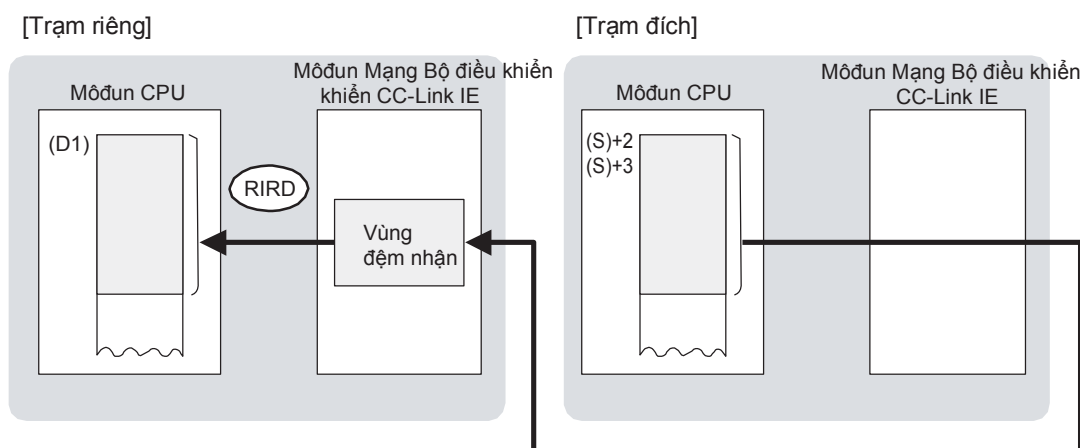 [Trạm riêng]
Môđun CPU
Môđun Mạng Bộ điều khiển
khiển CC-Link IE
(D1)
RIRD
Vùng
đệm nhận
[Trạm đích]
Môđun CPU
Môđun Mạng Bộ điều khiển
CC-Link IE
(S)+2
(S)+3